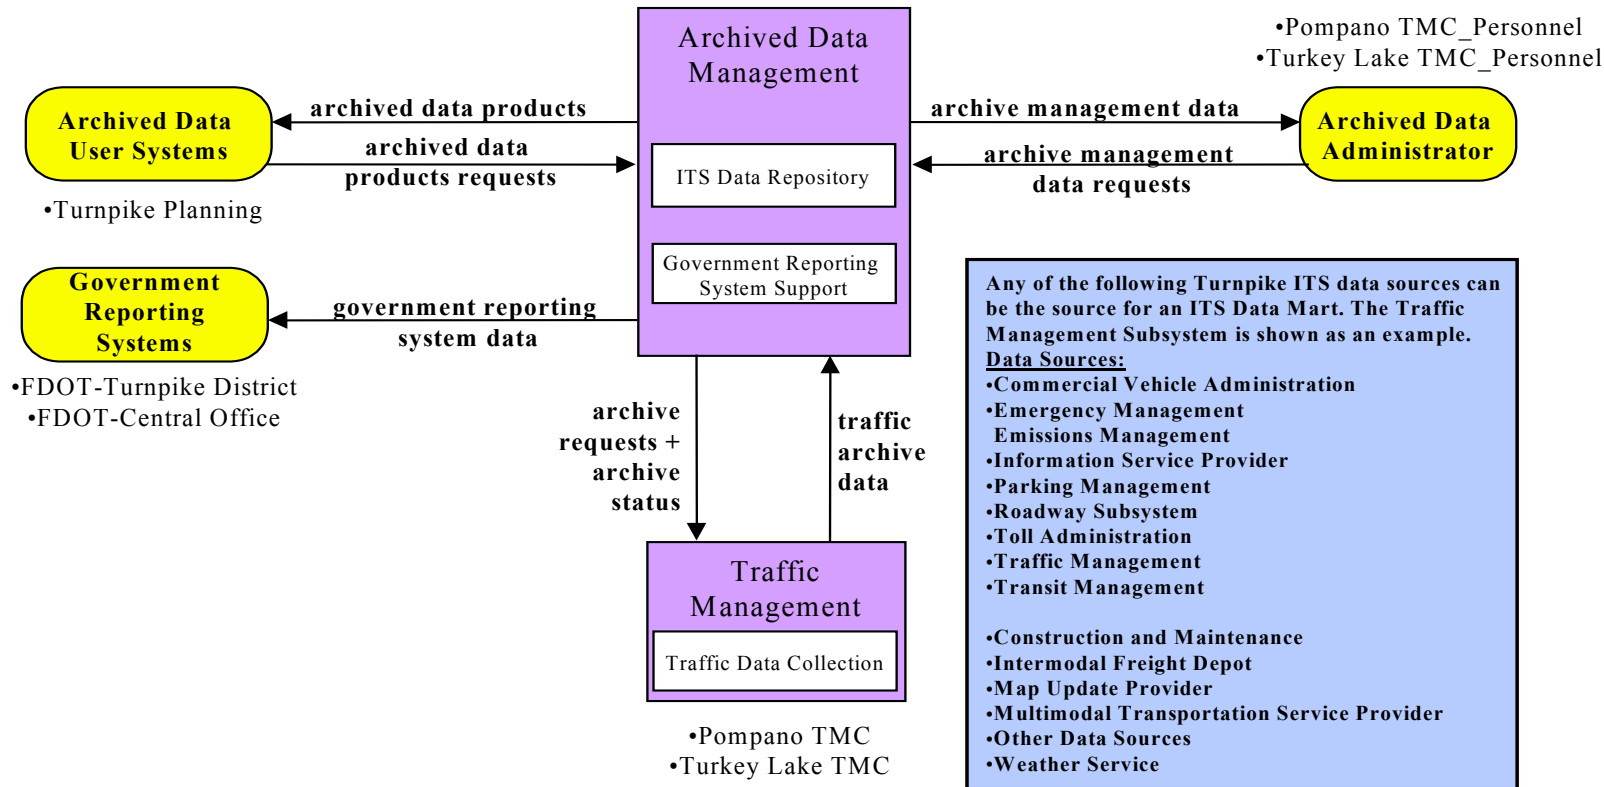 Archived Data
Management
•Pompano TMC_Personnel
•Turkey Lake TMC_Personnel
Archived Data
User Systems
archived data products
archived data
products requests
•Turnpike Planning
ITS Data Repository
Government Reporting
System Support
archive management data
archive management
data requests
Archived Data
Administrator
Government
Reporting
Systems
government reporting
system data
•FDOT-Turnpike District
•FDOT-Central Office
archive
requests +
archive
status
traffic
archive
data
Traffic
Management
Traffic Data Collection
•Pompano TMC
•Turkey Lake TMC
Any of the following Turnpike ITS data sources can
be the source for an ITS Data Mart. The Traffic
Management Subsystem is shown as an example.
Data Sources:
•Commercial Vehicle Administration
•Emergency Management
Emissions Management
•Information Service Provider
•Parking Management
•Roadway Subsystem
•Toll Administration
•Traffic Management
•Transit Management
•Construction and Maintenance
•Intermodal Freight Depot
•Map Update Provider
•Multimodal Transportation Service Provider
•Other Data Sources
•Weather Service